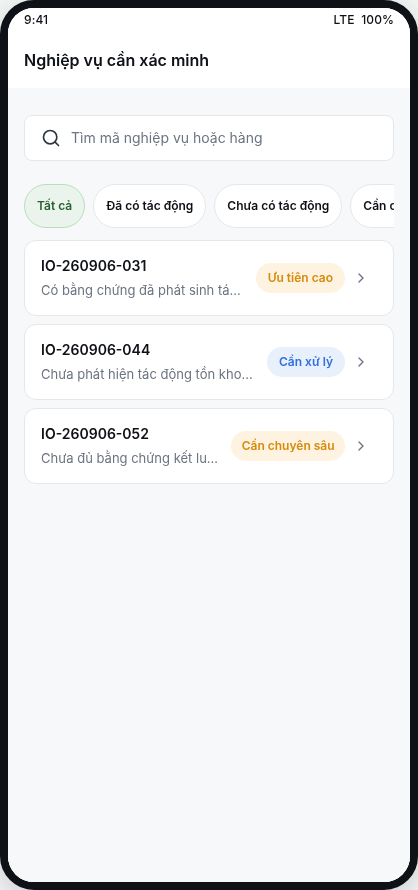 9:41 LTE 100%
Nghiệp vụ cần xác minh
Tìm mã nghiệp vụ hoặc hàng
Tất cả Đã có tác động Chưa có tác động Cần c
IO-260906-031
Có bằng chứng đã phát sinh tá...
Ưu tiên cao
IO-260906-044
Chưa phát hiện tác động tồn kho...
Cần xử lý
IO-260906-052
Chưa đủ bằng chứng kết lu...
Cần chuyên sâu